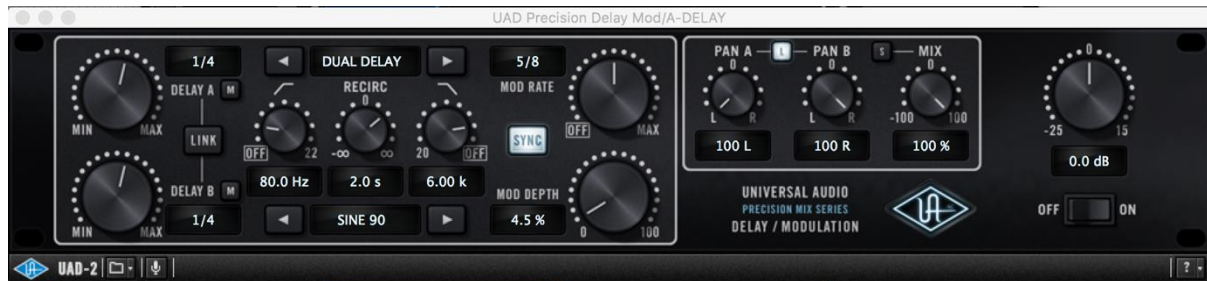 UAD Precision Delay Mod/A-DELAY
1/4
DUAL DELAY
5/8
DELAY A
M
RECIRC
0
MOD RATE
MIN
MAX
LINK
OFF
22
-∞
∞
20
OFF
SYNC
OFF
MAX
80.0 Hz
2.0 s
6.00 k
DELAY B
M
MOD DEPTH
MIN
MAX
1/4
SINE 90
4.5 %
0
100
PAN A
L
PAN B
S
MIX
0
0
0
L
R
L
R
-100
100
100 L
100 R
100 %
0
-25
15
0.0 dB
UNIVERSAL AUDIO
PRECISION MIX SERIES
DELAY / MODULATION
UA
OFF
ON
UA
UAD-2
?